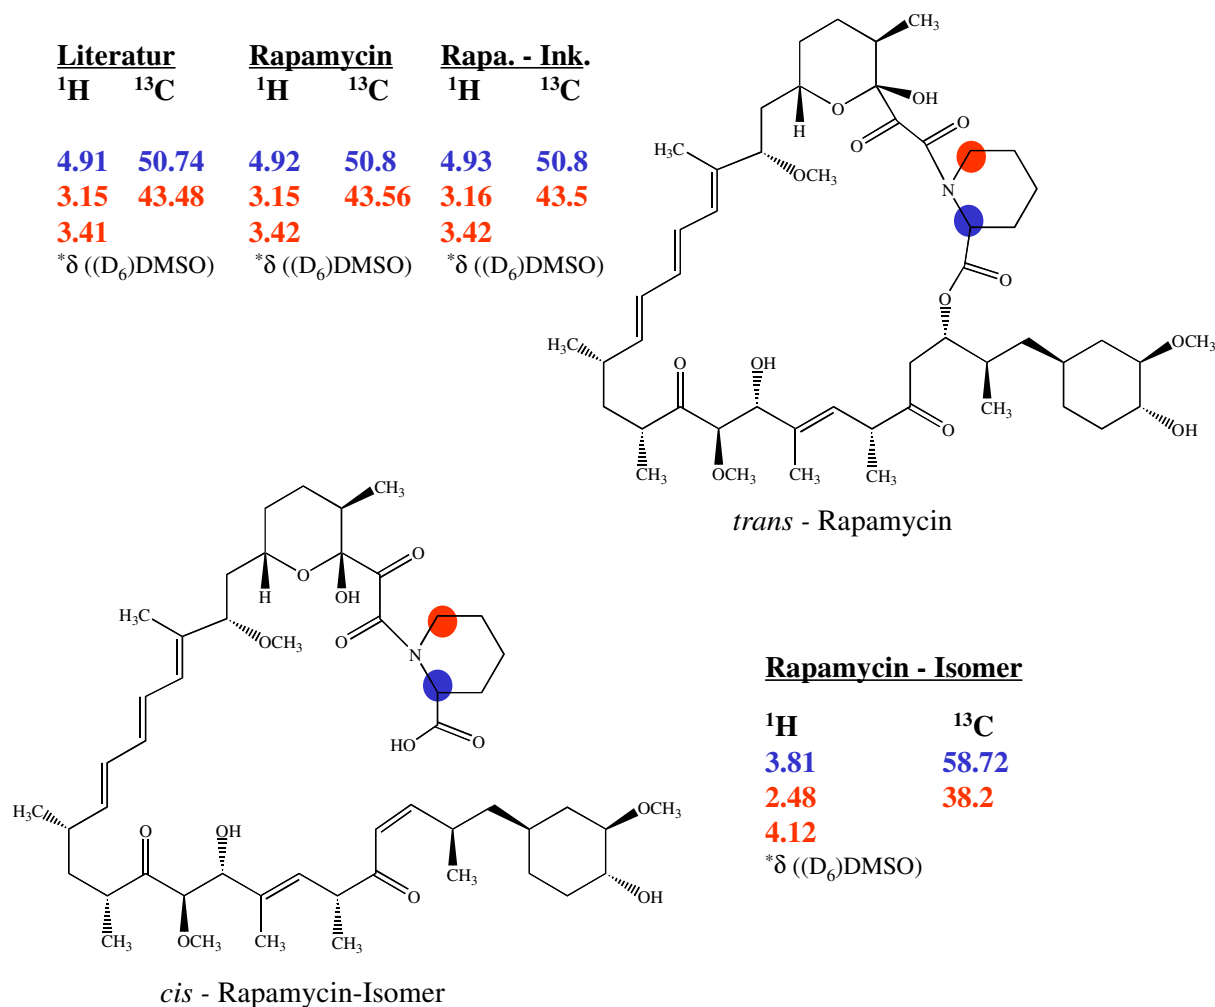 Literatur Rapamycin Rapa. - Ink.
¹H ¹³C ¹H ¹³C ¹H ¹³C
4.91 50.74 4.92 50.8 4.93 50.8
3.15 43.48 3.15 43.56 3.16 43.5
3.41 3.42 3.42
*δ ((D₆)DMSO) *δ ((D₆)DMSO) *δ ((D₆)DMSO)
CH₃
O OH
H
O O
H₃C
OCH₃
N
O
O
H₃C
O OH
OCH₃
CH₃
O
OH
CH₃ OCH₃ CH₃ CH₃
trans - Rapamycin
CH₃
O
O
H OH
H₃C
OCH₃
O
N
HO O
H₃C
O OH
OCH₃
CH₃
O
OH
CH₃ OCH₃ CH₃ CH₃
cis - Rapamycin-Isomer
Rapamycin - Isomer
¹H ¹³C
3.81 58.72
2.48 38.2
4.12
*δ ((D₆)DMSO)